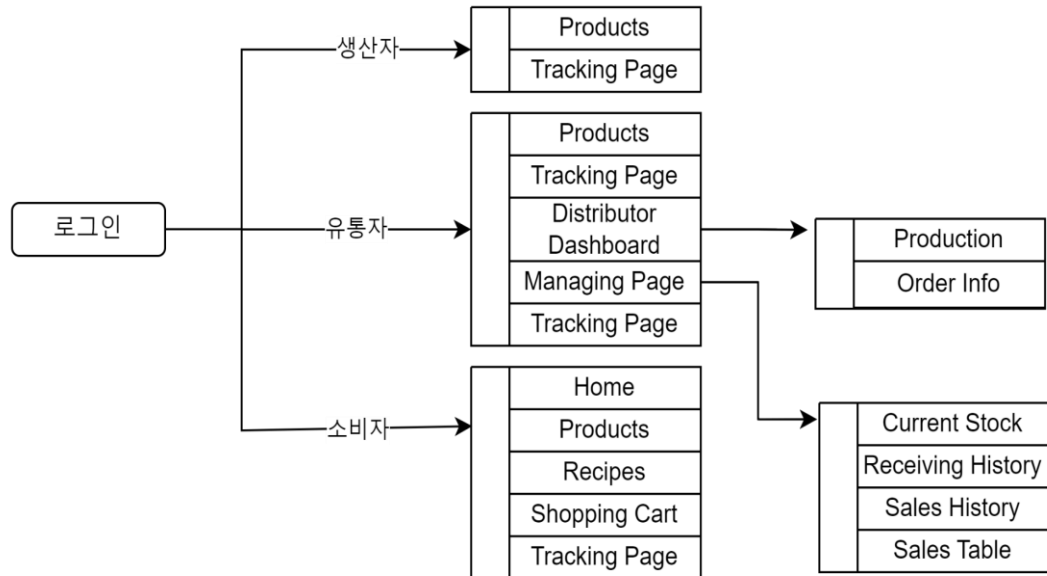 로그인
생산자
Products
Tracking Page
유통자
Products
Tracking Page
Distributor
Dashboard
Managing Page
Tracking Page
Production
Order Info
Current Stock
Receiving History
Sales History
Sales Table
소비자
Home
Products
Recipes
Shopping Cart
Tracking Page